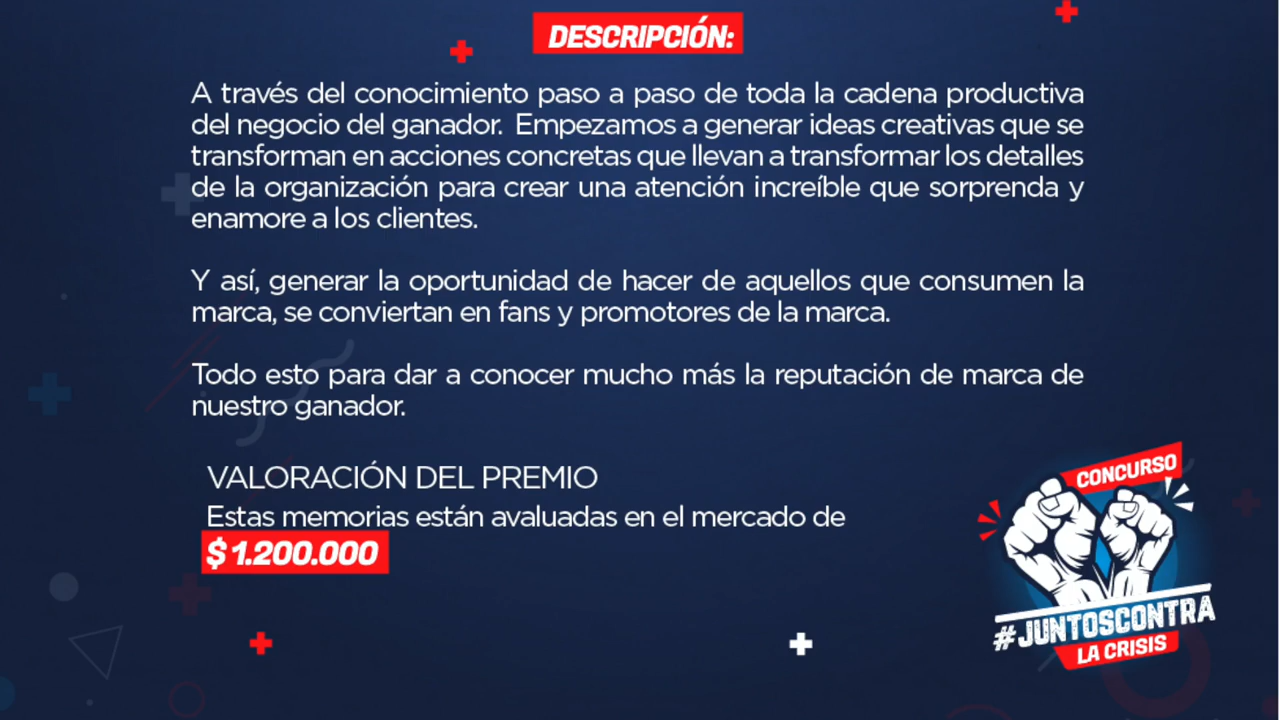 DESCRIPCIÓN:
A través del conocimiento paso a paso de toda la cadena productiva
del negocio del ganador. Empezamos a generar ideas creativas que se
transforman en acciones concretas que llevan a transformar los detalles
de la organización para crear una atención increíble que sorprenda y
enamore a los clientes.
Y así, generar la oportunidad de hacer de aquellos que consumen la
marca, se conviertan en fans y promotores de la marca.
Todo esto para dar a conocer mucho más la reputación de marca de
nuestro ganador.
VALORACIÓN DEL PREMIO
Estas memorias están avaluadas en el mercado de
$ 1.200.000
CONCURSO
#JUNTOSCONTRA
LA CRISIS